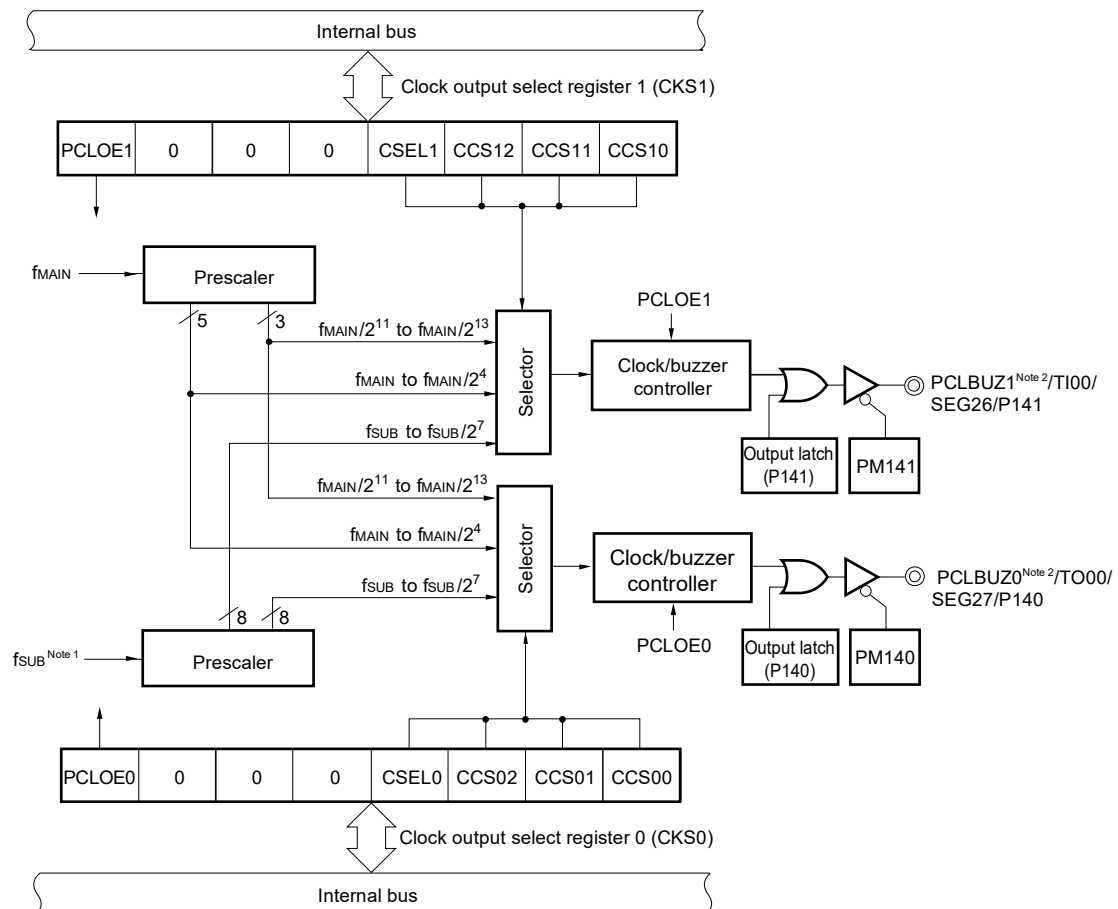 Internal bus
Clock output select register 1 (CKS1)
PCLOE1 0 0 0 CSEL1 CCS12 CCS11 CCS10
fMAIN
Prescaler
5 3
PCLOE1
fMAIN/2^11 to fMAIN/2^13
fMAIN to fMAIN/2^4
fSUB to fSUB/2^7
Selector
Clock/buzzer
controller
PCLBUZ1^Note 2/TI00/
SEG26/P141
Output latch
(P141)
PM141
fMAIN/2^11 to fMAIN/2^13
fMAIN to fMAIN/2^4
fSUB to fSUB/2^7
Selector
Clock/buzzer
controller
PCLBUZ0^Note 2/TO00/
SEG27/P140
PCLOE0
Output latch
(P140)
PM140
8 8
fSUB^Note 1
Prescaler
PCLOE0 0 0 0 CSEL0 CCS02 CCS01 CCS00
Clock output select register 0 (CKS0)
Internal bus